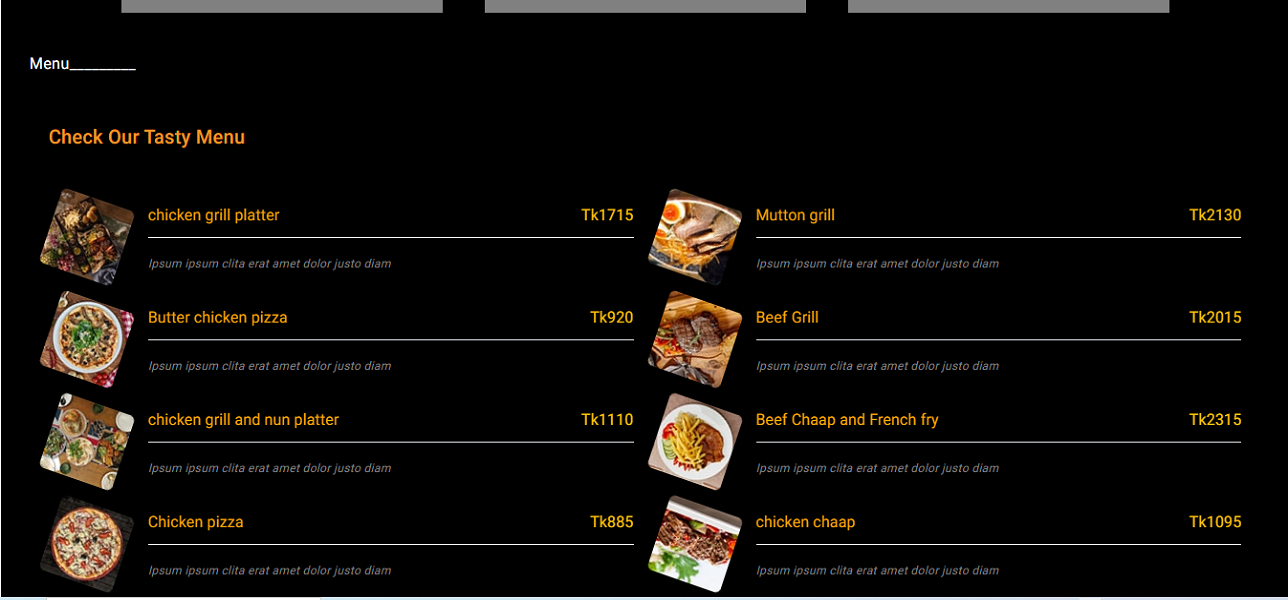 Menu_________
Check Our Tasty Menu
chicken grill platter Tk1715
Ipsum ipsum clita erat amet dolor justo diam
Butter chicken pizza Tk920
Ipsum ipsum clita erat amet dolor justo diam
chicken grill and nun platter Tk1110
Ipsum ipsum clita erat amet dolor justo diam
Chicken pizza Tk885
Ipsum ipsum clita erat amet dolor justo diam
Mutton grill Tk2130
Ipsum ipsum clita erat amet dolor justo diam
Beef Grill Tk2015
Ipsum ipsum clita erat amet dolor justo diam
Beef Chaap and French fry Tk2315
Ipsum ipsum clita erat amet dolor justo diam
chicken chaap Tk1095
Ipsum ipsum clita erat amet dolor justo diam